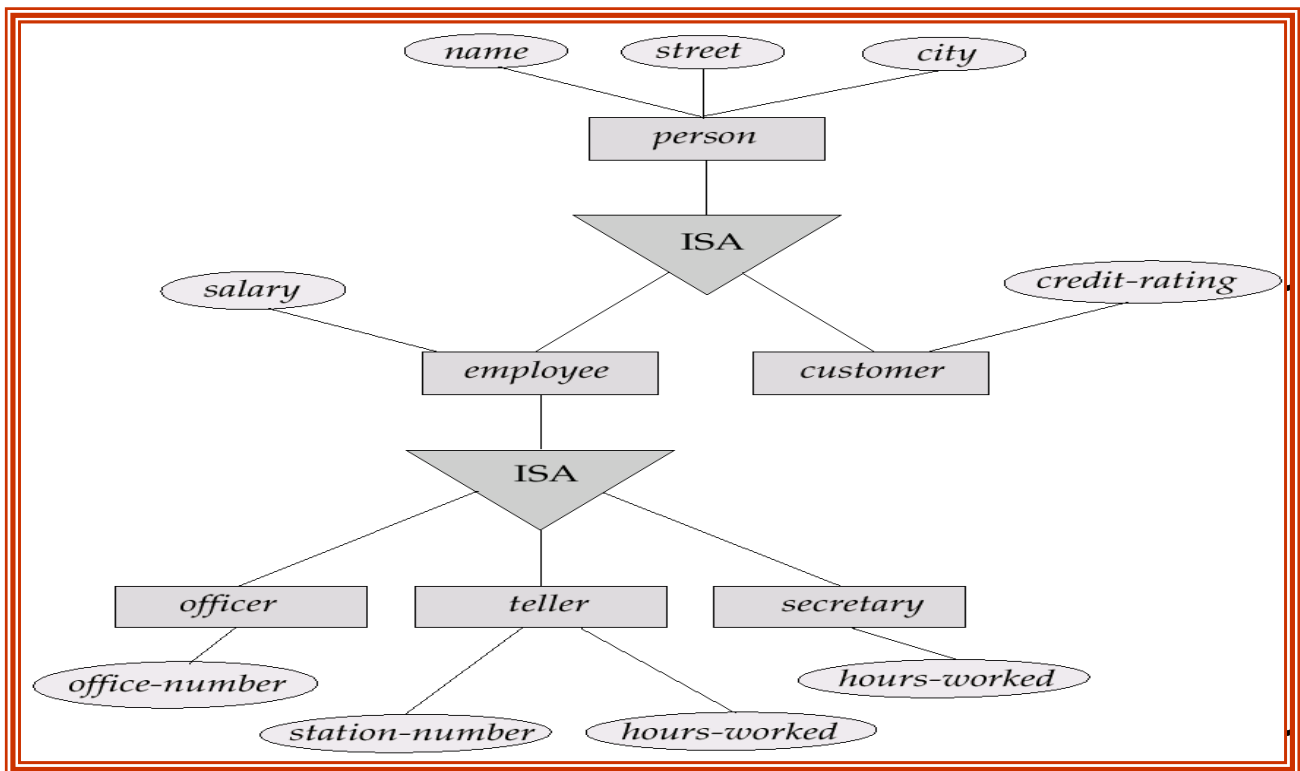 name
street
city
person
ISA
salary
credit-rating
employee
customer
ISA
officer
teller
secretary
office-number
hours-worked
station-number
hours-worked